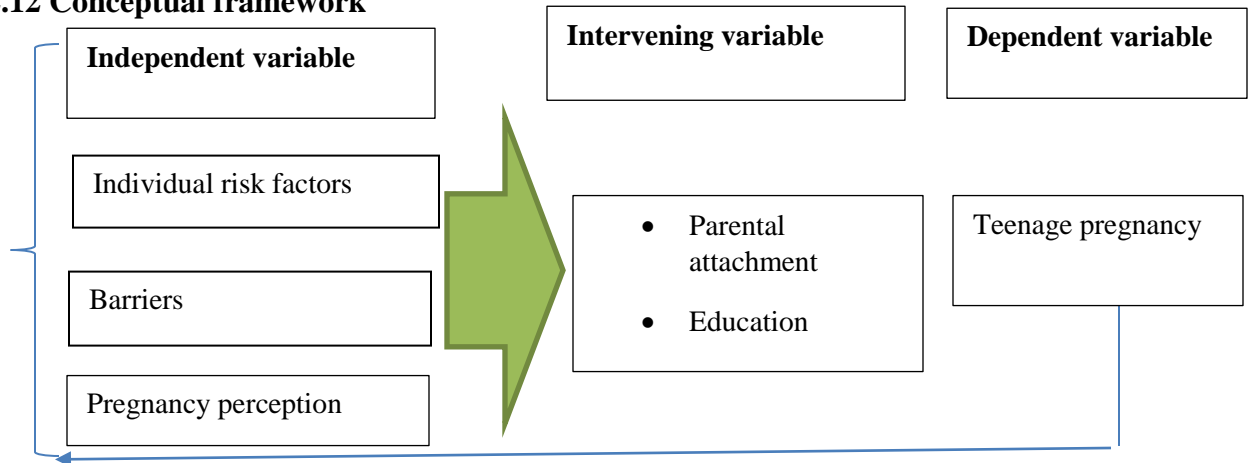 .12 Conceptual framework
Independent variable
Intervening variable
Dependent variable
Individual risk factors
Barriers
Pregnancy perception
• Parental
attachment
• Education
Teenage pregnancy